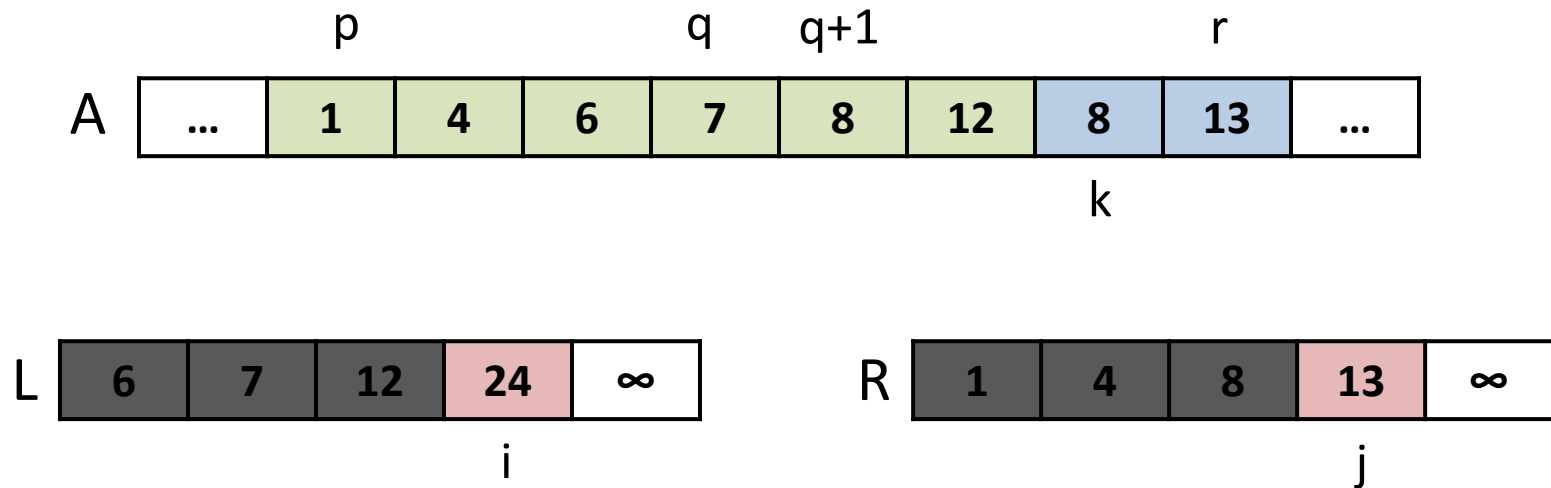 p q q+1 r
A ... 1 4 6 7 8 12 8 13 ...
k
L 6 7 12 24 ∞ R 1 4 8 13 ∞
i j